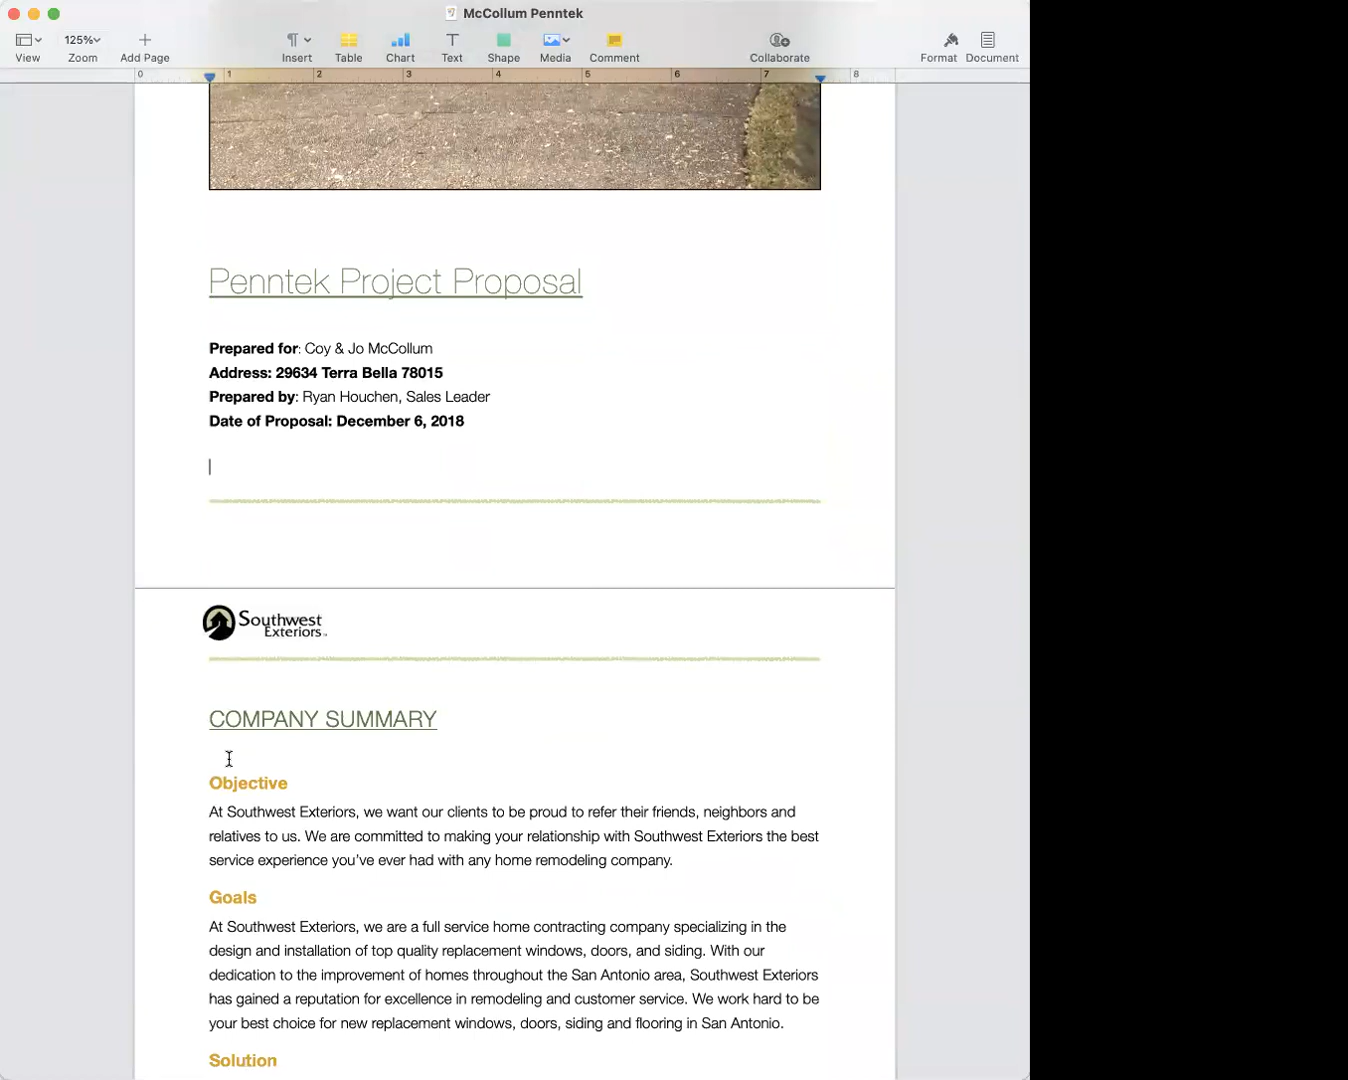 McCollum Penntek
125%
View
Zoom
Add Page
Insert
Table
Chart
Text
Shape
Media
Comment
Collaborate
Format
Document
0 1 2 3 4 5 6 7 8
Penntek Project Proposal
Prepared for: Coy & Jo McCollum
Address: 29634 Terra Bella 78015
Prepared by: Ryan Houchen, Sales Leader
Date of Proposal: December 6, 2018
Southwest
Exteriors
COMPANY SUMMARY
Objective
At Southwest Exteriors, we want our clients to be proud to refer their friends, neighbors and
relatives to us. We are committed to making your relationship with Southwest Exteriors the best
service experience you've ever had with any home remodeling company.
Goals
At Southwest Exteriors, we are a full service home contracting company specializing in the
design and installation of top quality replacement windows, doors, and siding. With our
dedication to the improvement of homes throughout the San Antonio area, Southwest Exteriors
has gained a reputation for excellence in remodeling and customer service. We work hard to be
your best choice for new replacement windows, doors, siding and flooring in San Antonio.
Solution